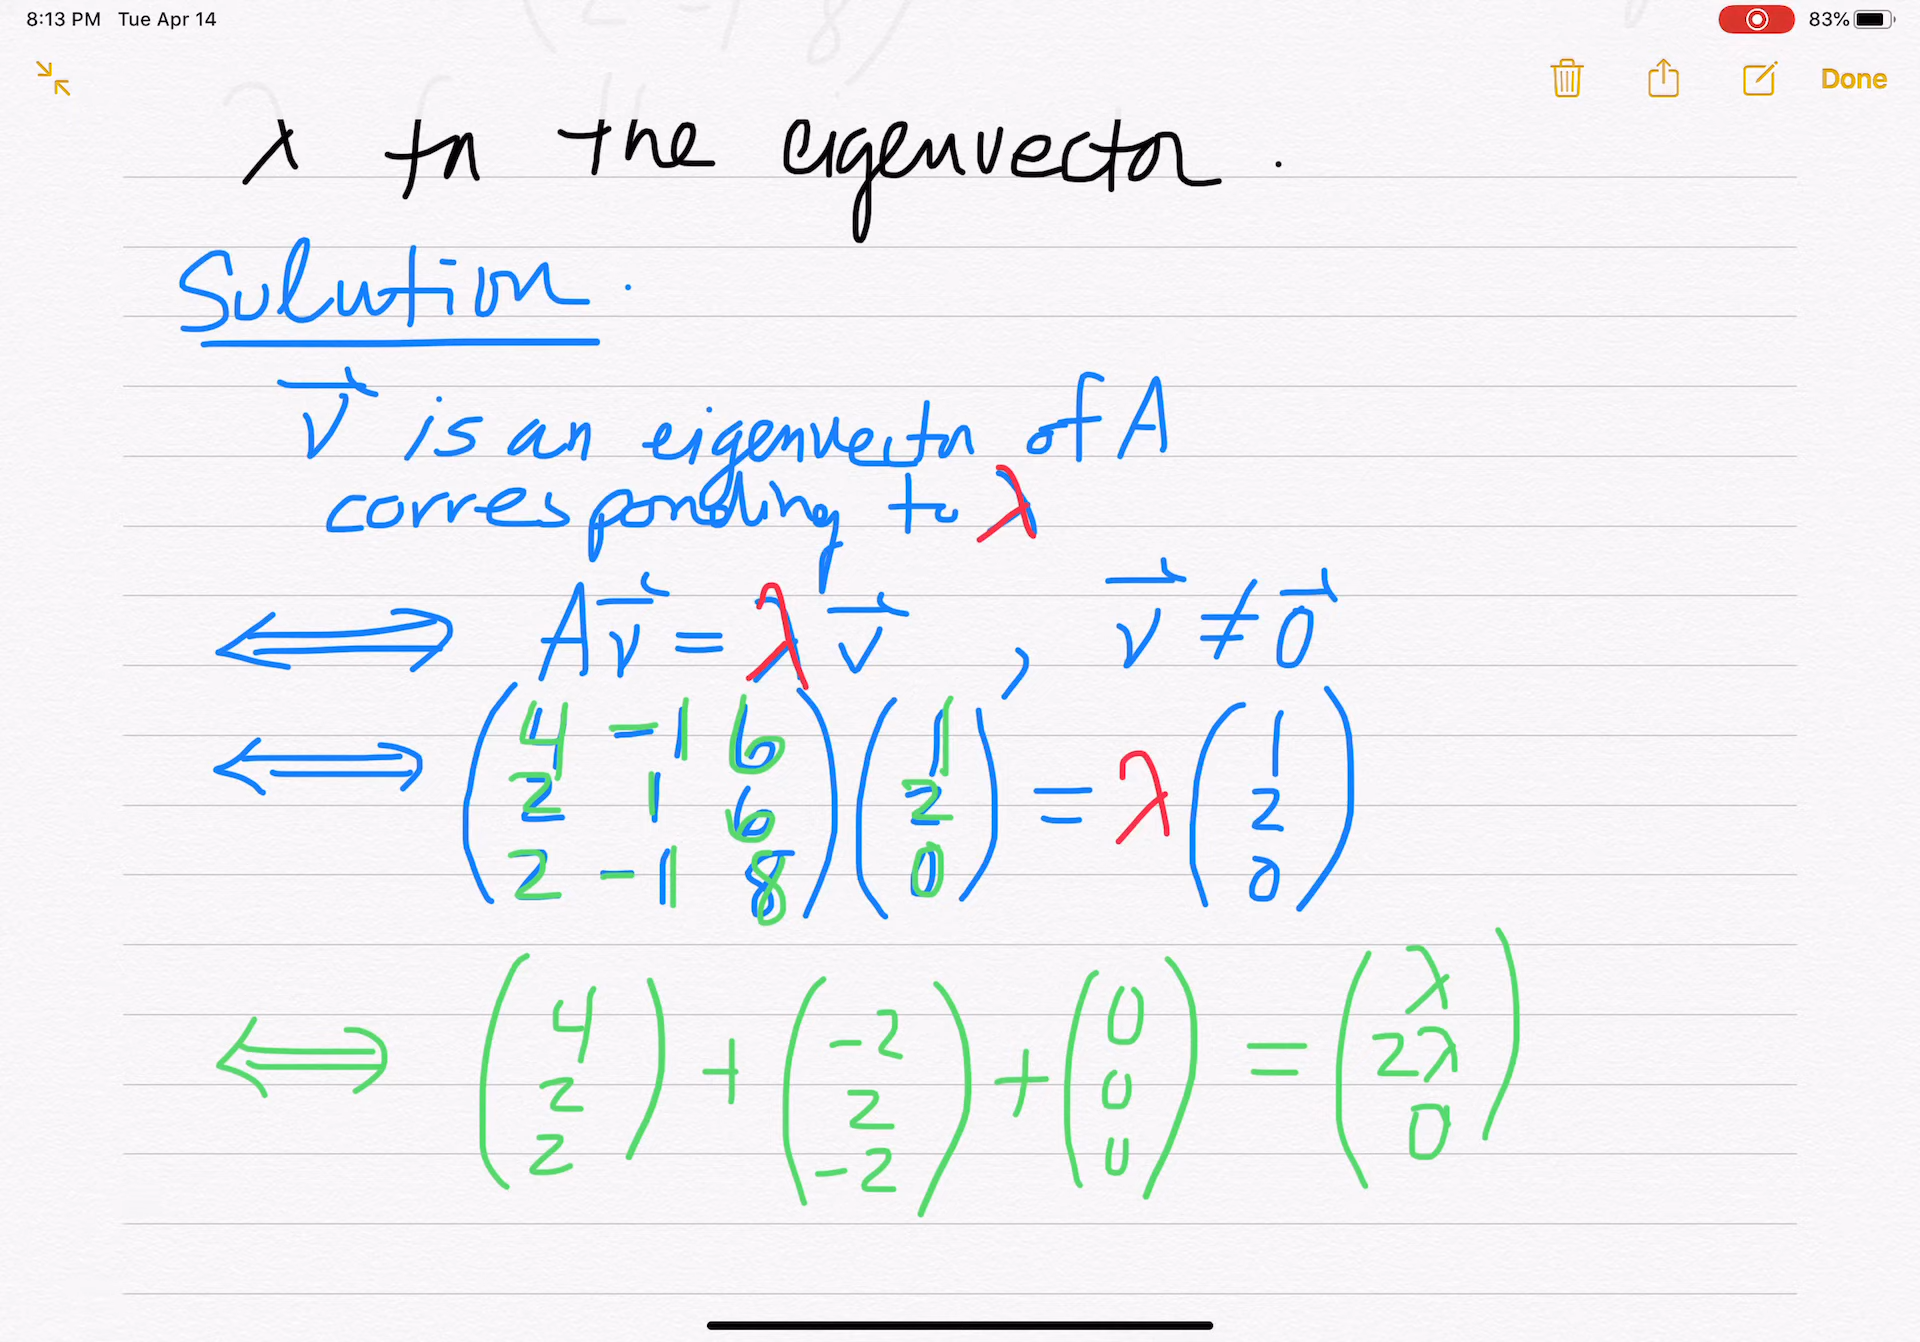 8:13 PM Tue Apr 14 83%
Done
λ for the eigenvector.
Solution.
v⃗ is an eigenvector of A
corresponding to λ
⟺ Av⃗ = λv⃗ , v⃗ ≠ 0⃗
⟺ (4 -1 6; 2 1 6; 2 -1 8)(1; 2; 0) = λ(1; 2; 0)
⟺ (4; 2; 2) + (-2; 2; -2) + (0; 0; 0) = (λ; 2λ; 0)